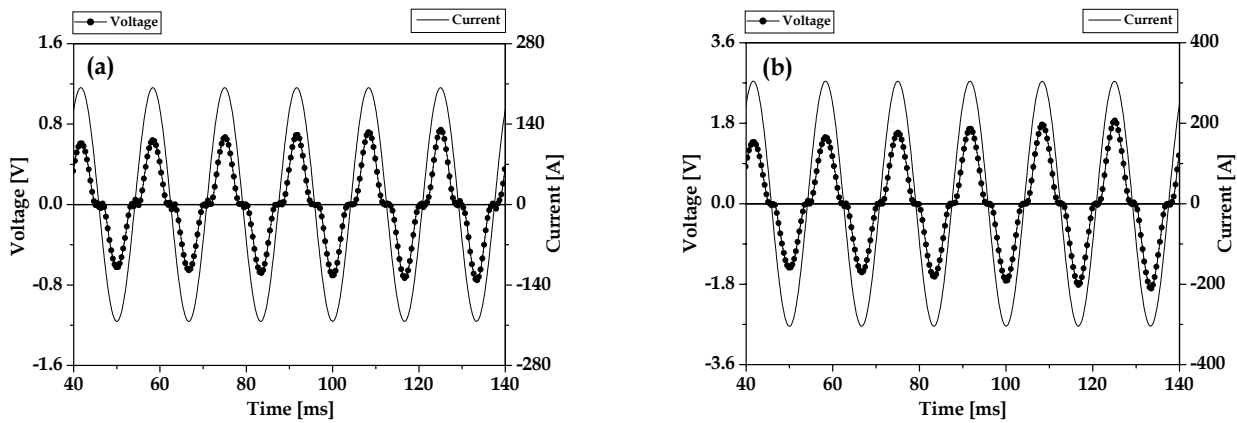 Voltage Current
1.6 280
(a)
0.8 140
0.0 0
-0.8 -140
-1.6 -280
Voltage [V]
Current [A]
40 60 80 100 120 140
Time [ms]
Voltage Current
3.6 400
(b)
1.8 200
0.0 0
-1.8 -200
-3.6 -400
Voltage [V]
Current [A]
40 60 80 100 120 140
Time [ms]